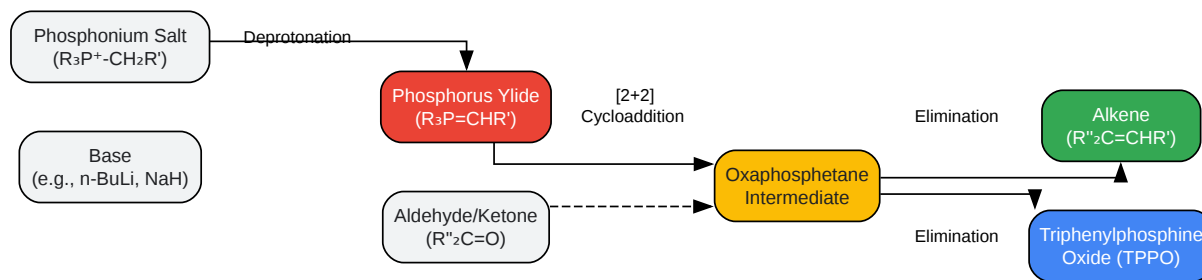 Phosphonium Salt
(R₃P⁺-CH₂R')
Deprotonation
Base
(e.g., n-BuLi, NaH)
Phosphorus Ylide
(R₃P=CHR')
[2+2]
Cycloaddition
Aldehyde/Ketone
(R"₂C=O)
Oxaphosphetane
Intermediate
Elimination
Alkene
(R"₂C=CHR')
Elimination
Triphenylphosphine
Oxide (TPPO)